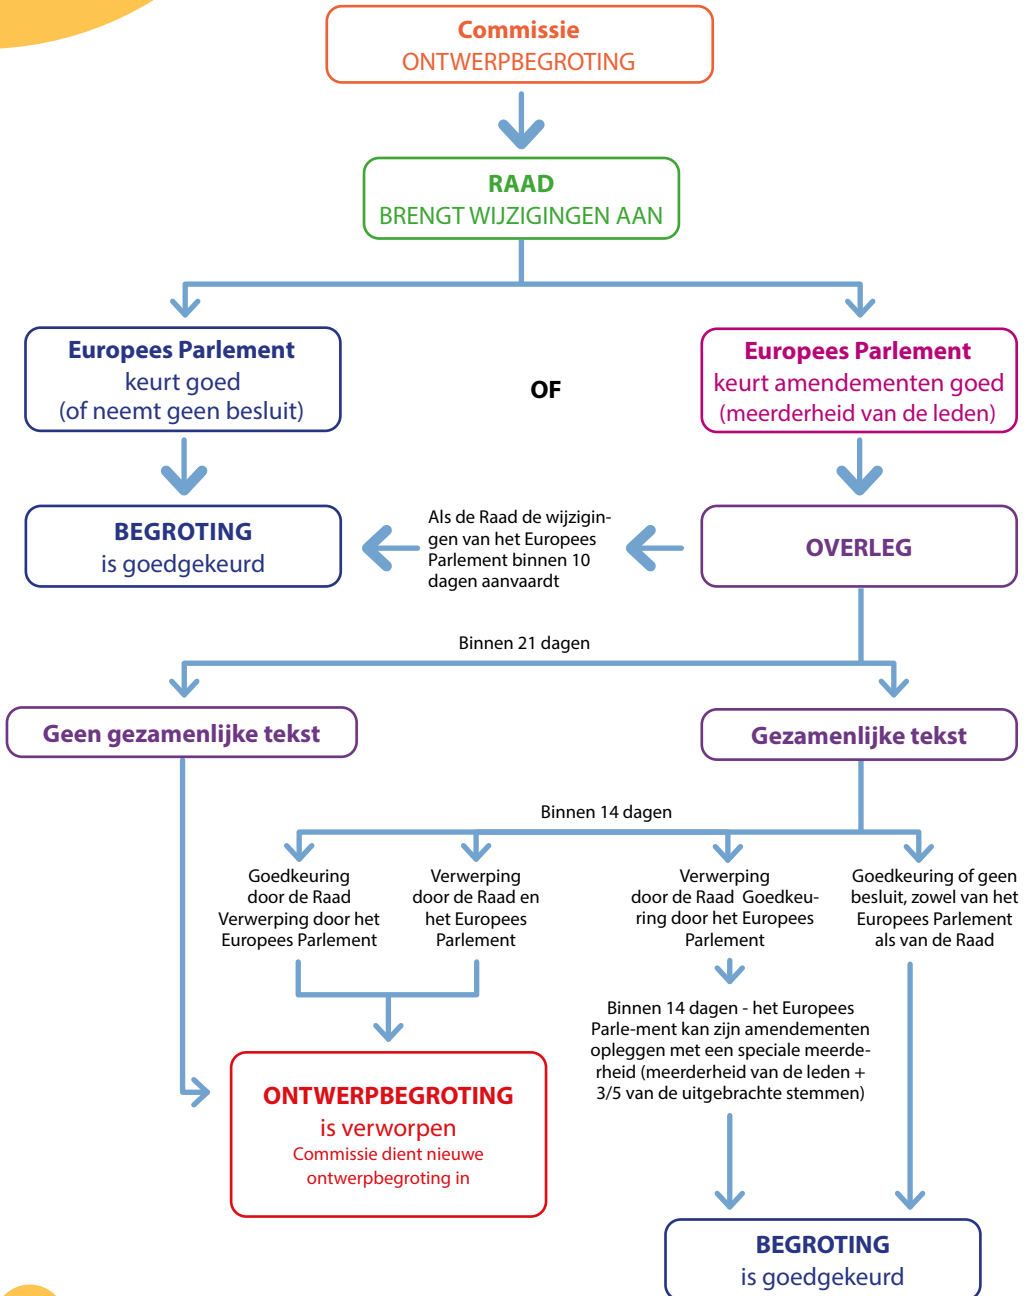 Commissie
ONTWERPBEGROTING
RAAD
BRENGT WIJZIGINGEN AAN
Europees Parlement
keurt goed
(of neemt geen besluit)
OF
Europees Parlement
keurt amendementen goed
(meerderheid van de leden)
BEGROTING
is goedgekeurd
Als de Raad de wijzigin-
gen van het Europees
Parlement binnen 10
dagen aanvaardt
OVERLEG
Binnen 21 dagen
Geen gezamenlijke tekst
Gezamenlijke tekst
Binnen 14 dagen
Goedkeuring
door de Raad
Verwerping door het
Europees Parlement
Verwerping
door de Raad en
het Europees
Parlement
Verwerping
door de Raad Goedkeu-
ring door het Europees
Parlement
Goedkeuring of geen
besluit, zowel van het
Europees Parlement
als van de Raad
Binnen 14 dagen - het Europees
Parle-ment kan zijn amendementen
opleggen met een speciale meerde-
rheid (meerderheid van de leden +
3/5 van de uitgebrachte stemmen)
ONTWERPBEGROTING
is verworpen
Commissie dient nieuwe
ontwerpbegroting in
BEGROTING
is goedgekeurd